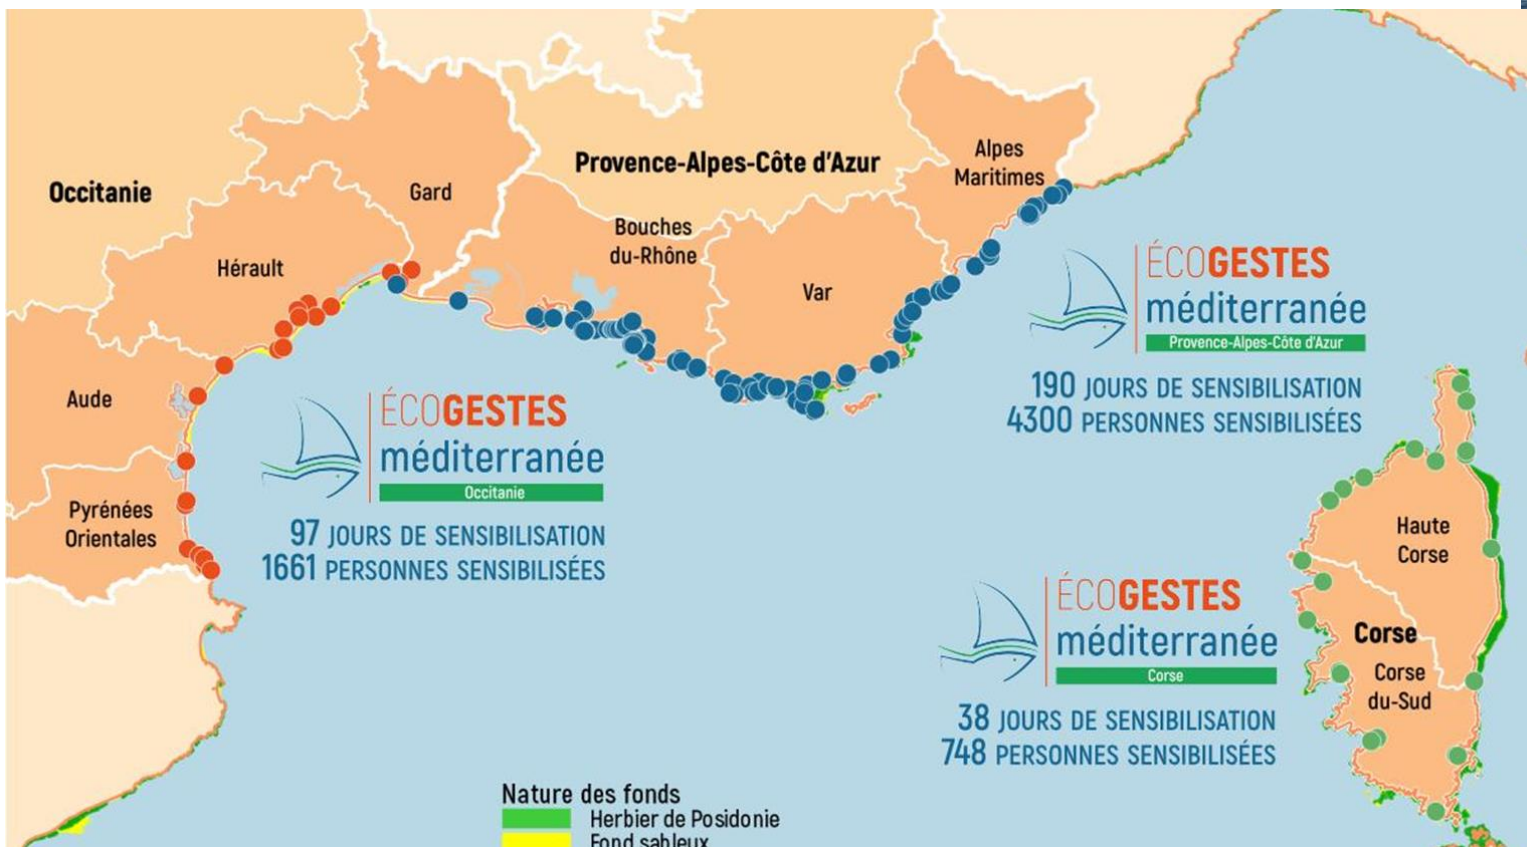 Occitanie
Gard
Hérault
Aude
Pyrénées
Orientales
Provence-Alpes-Côte d'Azur
Bouches
du-Rhône
Var
Alpes
Maritimes
ÉCOGESTES
méditerranée
Provence-Alpes-Côte d'Azur
190 JOURS DE SENSIBILISATION
4300 PERSONNES SENSIBILISÉES
ÉCOGESTES
méditerranée
Occitanie
97 JOURS DE SENSIBILISATION
1661 PERSONNES SENSIBILISÉES
Haute
Corse
Corse
Corse
du-Sud
ÉCOGESTES
méditerranée
Corse
38 JOURS DE SENSIBILISATION
748 PERSONNES SENSIBILISÉES
Nature des fonds
Herbier de Posidonie
Fond sableux